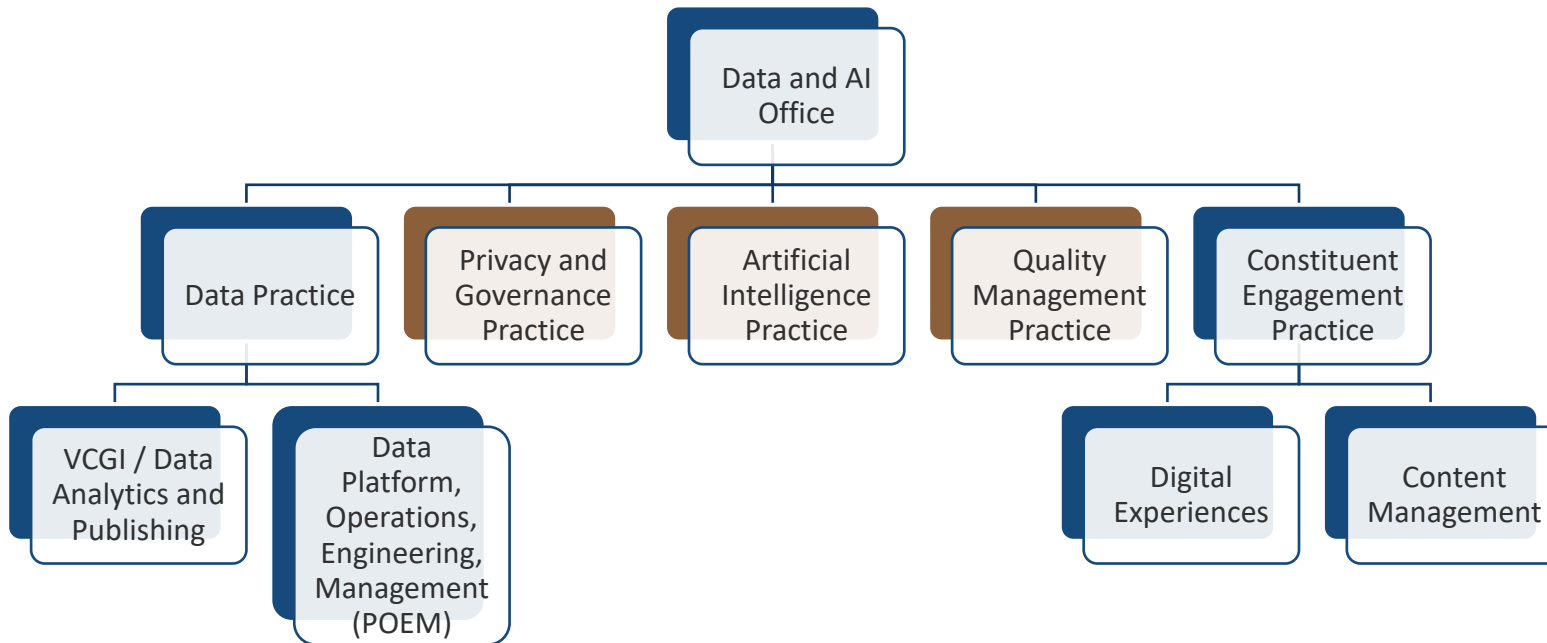 Data and AI
Office
Data Practice
Privacy and
Governance
Practice
Artificial
Intelligence
Practice
Quality
Management
Practice
Constituent
Engagement
Practice
VCGI / Data
Analytics and
Publishing
Data
Platform,
Operations,
Engineering,
Management
(POEM)
Digital
Experiences
Content
Management